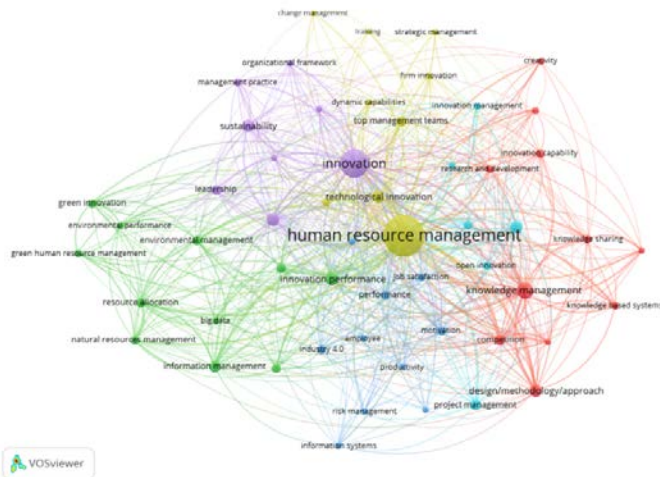 change management
training
strategic management
organizational framework
creativity
management practice
firm innovation
dynamic capabilities
innovation management
sustainability
top management teams
innovation
innovation capability
research and development
leadership
technological innovation
green innovation
environmental performance
human resource management
environmental management
knowledge sharing
green human resource management
open innovation
innovation performance
job satisfaction
knowledge management
performance
resource allocation
knowledge based systems
big data
motivation
natural resources management
employee
competition
industry 4.0
information management
productivity
design/methodology/approach
project management
risk management
information systems
VOSviewer